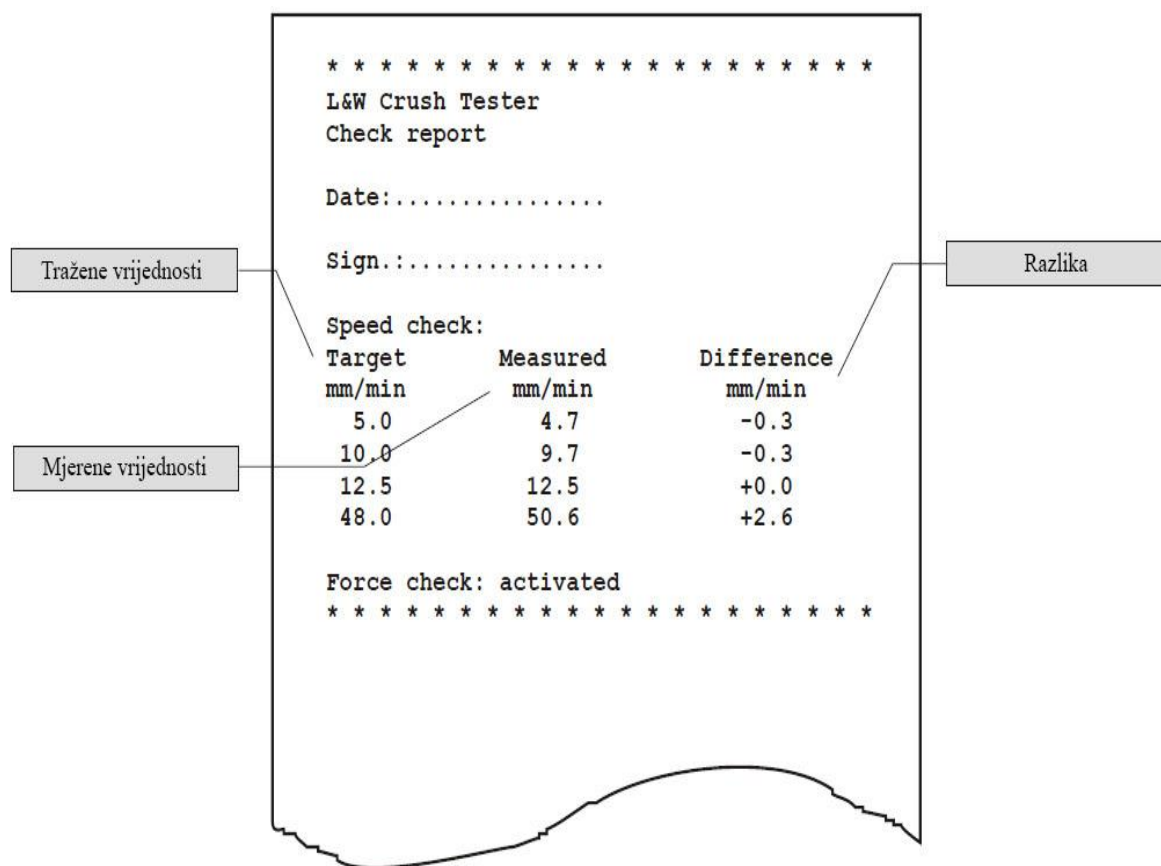 * * * * * * * * * * * * * * * * * * * * *
L&W Crush Tester
Check report
Date:................
Sign.:...............
Tražene vrijednosti
Razlika
Speed check:
Target Measured Difference
mm/min mm/min mm/min
5.0 4.7 -0.3
10.0 9.7 -0.3
Mjerene vrijednosti
12.5 12.5 +0.0
48.0 50.6 +2.6
Force check: activated
* * * * * * * * * * * * * * * * * * * * *